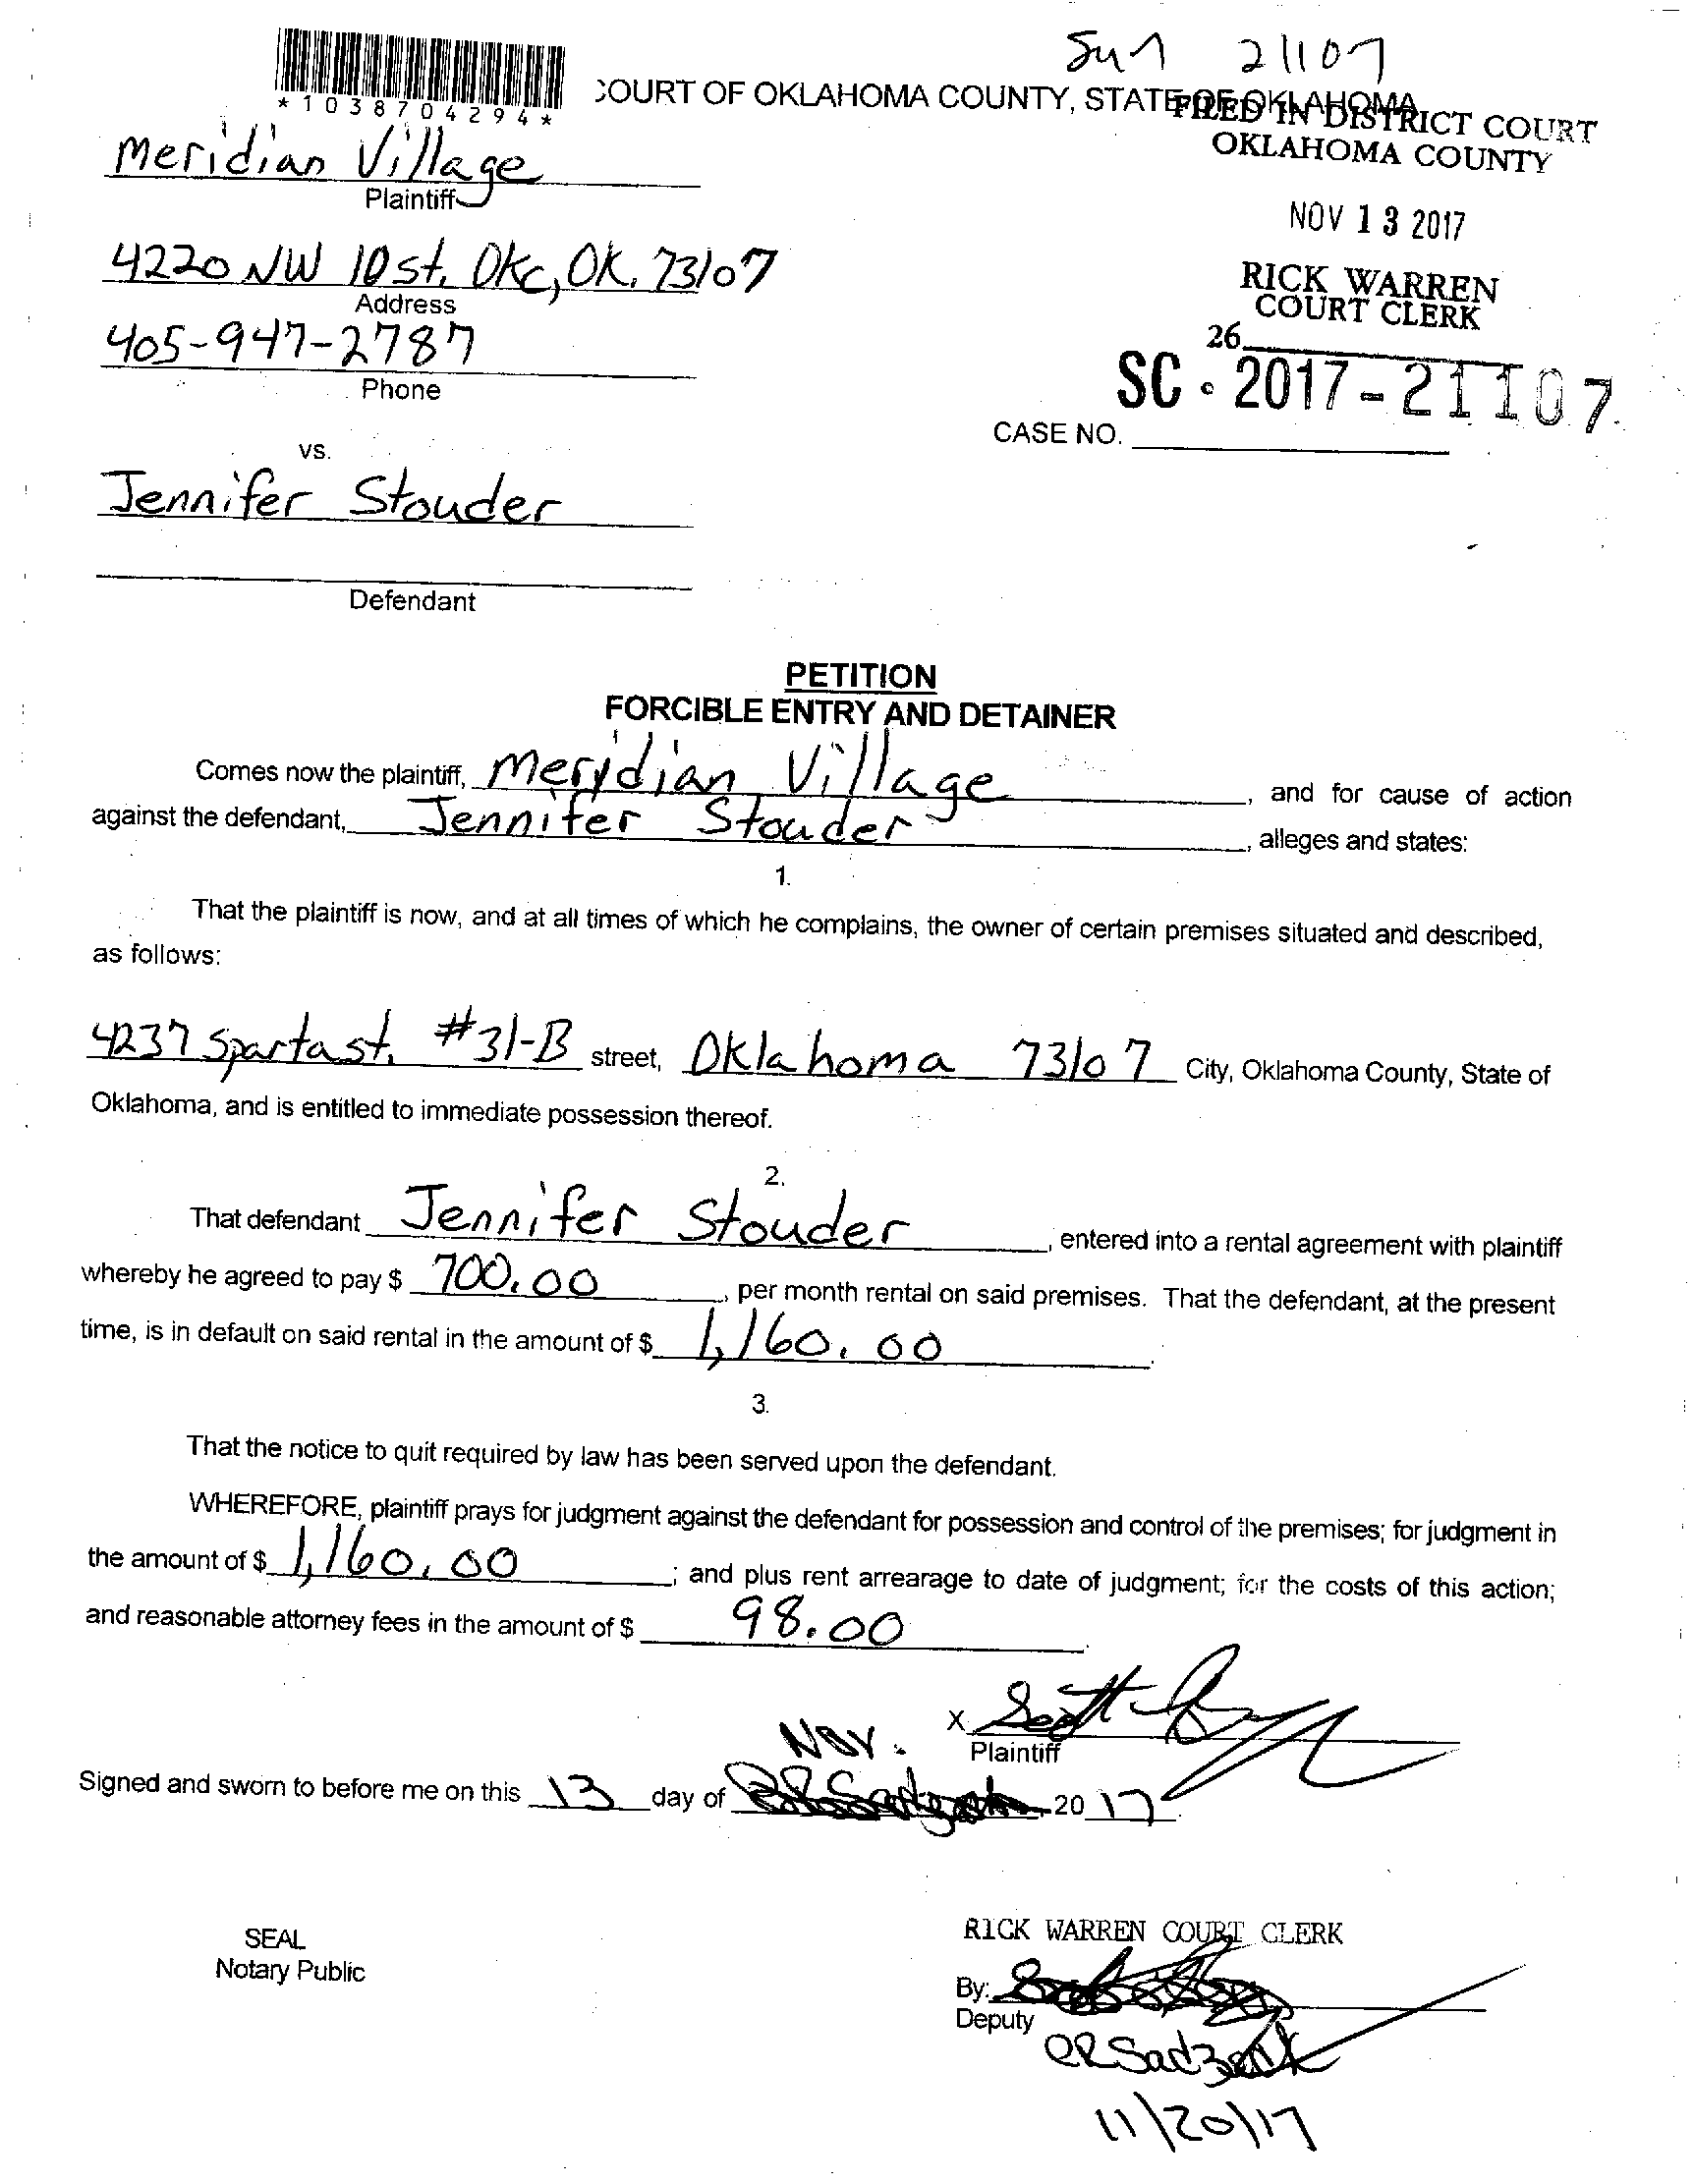 Sm 21107
*1038704294*
COURT OF OKLAHOMA COUNTY, STATE OF OKLAHOMA
FILED IN DISTRICT COURT
OKLAHOMA COUNTY
Meridian Village
Plaintiff
NOV 13 2017
4220 NW 10 st. Okc, OK. 73107
Address
RICK WARREN
COURT CLERK
405-947-2787
Phone
26
SC - 2017 - 21107
CASE NO.
vs.
Jennifer Stouder
Defendant
PETITION
FORCIBLE ENTRY AND DETAINER
Comes now the plaintiff, Meridian Village, and for cause of action
against the defendant, Jennifer Stouder, alleges and states:
1.
That the plaintiff is now, and at all times of which he complains, the owner of certain premises situated and described,
as follows:
4237 Sparta st. #31-B street, Oklahoma 73107 City, Oklahoma County, State of
Oklahoma, and is entitled to immediate possession thereof.
2.
That defendant Jennifer Stouder, entered into a rental agreement with plaintiff
whereby he agreed to pay $ 700.00, per month rental on said premises. That the defendant, at the present
time, is in default on said rental in the amount of $ 1,160.00.
3.
That the notice to quit required by law has been served upon the defendant.
WHEREFORE, plaintiff prays for judgment against the defendant for possession and control of the premises; for judgment in
the amount of $ 1,160.00; and plus rent arrearage to date of judgment; for the costs of this action;
and reasonable attorney fees in the amount of $ 98.00.
X Scott
Plaintiff
Nov.
Signed and sworn to before me on this 13 day of 20 17.
SEAL
Notary Public
RICK WARREN COURT CLERK
By:
Deputy
11/20/17